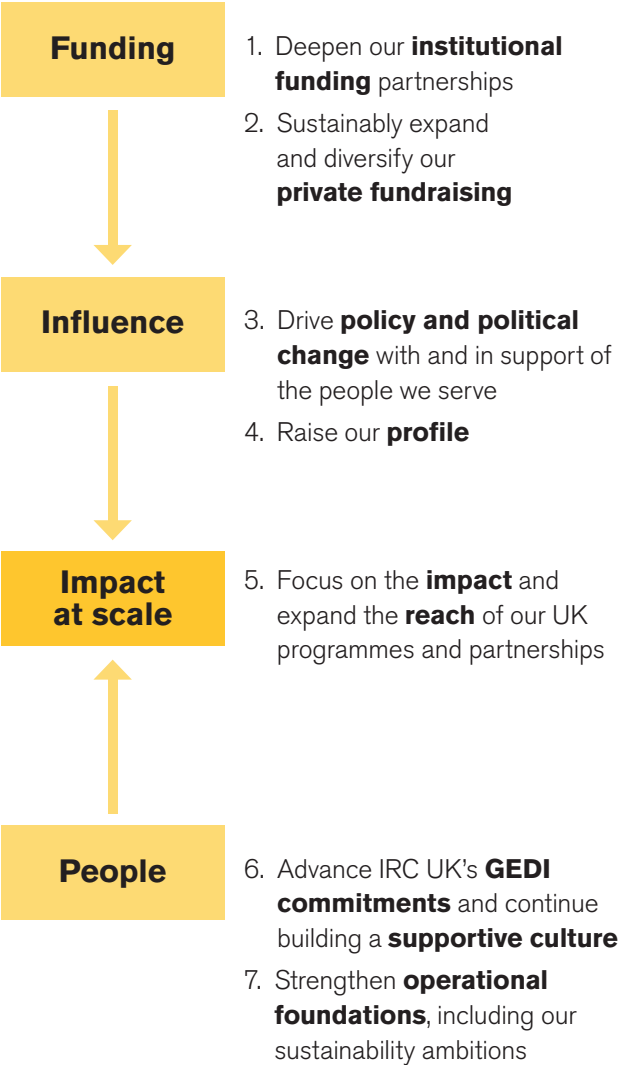 Funding
1. Deepen our institutional
funding partnerships
2. Sustainably expand
and diversify our
private fundraising
Influence
3. Drive policy and political
change with and in support of
the people we serve
4. Raise our profile
Impact
at scale
5. Focus on the impact and
expand the reach of our UK
programmes and partnerships
People
6. Advance IRC UK’s GEDI
commitments and continue
building a supportive culture
7. Strengthen operational
foundations, including our
sustainability ambitions